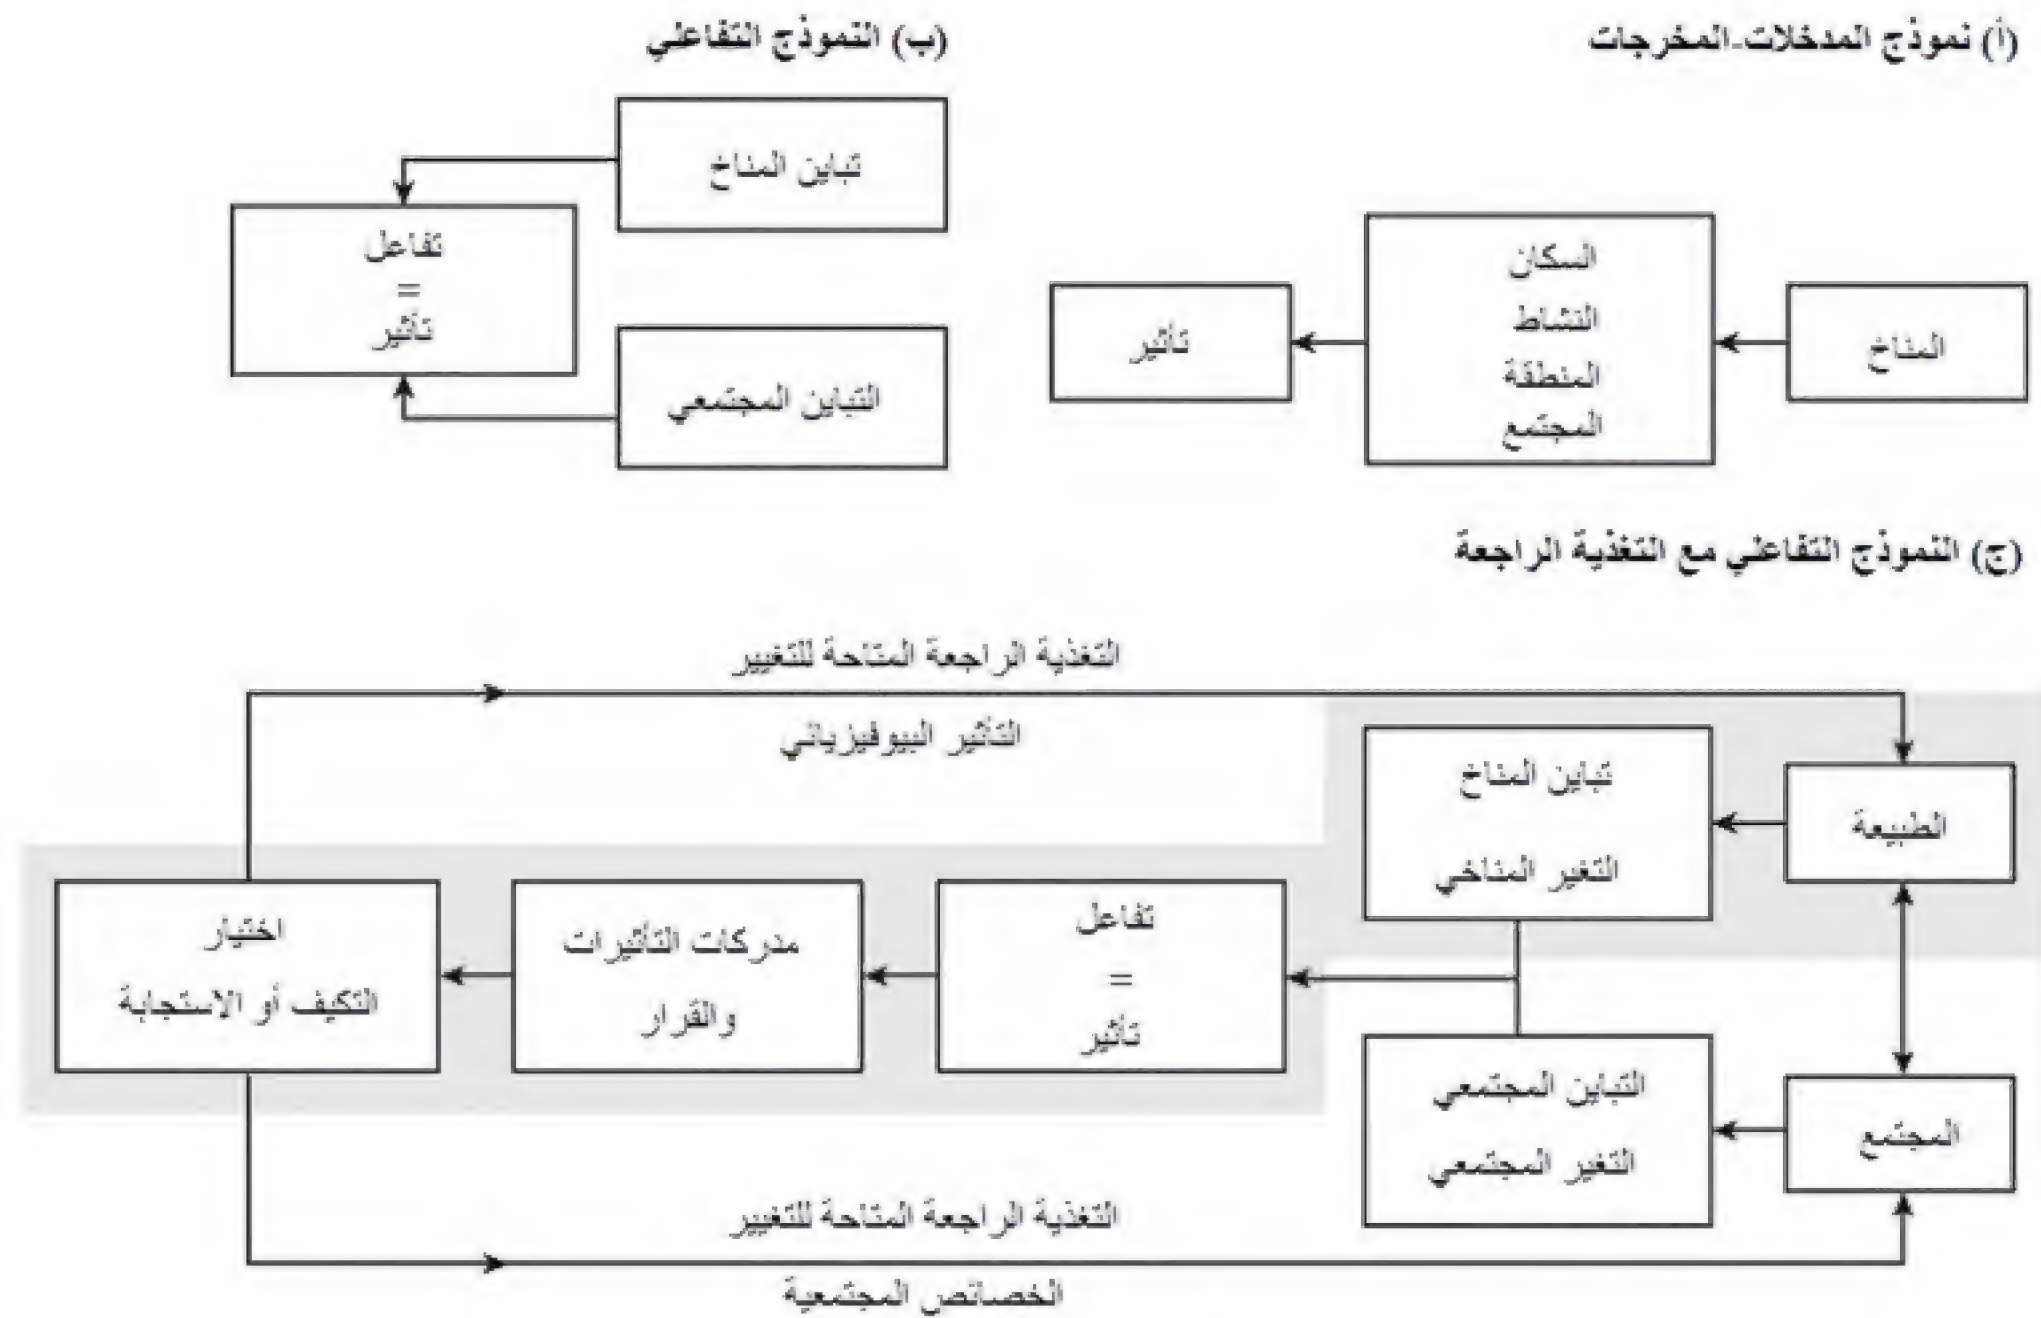 (أ) نموذج المدخلات-المخرجات
المناخ
السكان
النشاط
المنطقة
المجتمع
تأثير
(ب) النموذج التفاعلي
تباين المناخ
التباين المجتمعي
تفاعل
=
تأثير
(ج) النموذج التفاعلي مع التغذية الراجعة
التغذية الراجعة المتاحة للتغيير
التأثير البيوفيزيائي
الطبيعة
تباين المناخ
التغير المناخي
المجتمع
التباين المجتمعي
التغير المجتمعي
تفاعل
=
تأثير
مدركات التأثيرات
والقرار
اختيار
التكيف أو الاستجابة
التغذية الراجعة المتاحة للتغيير
الخصائص المجتمعية